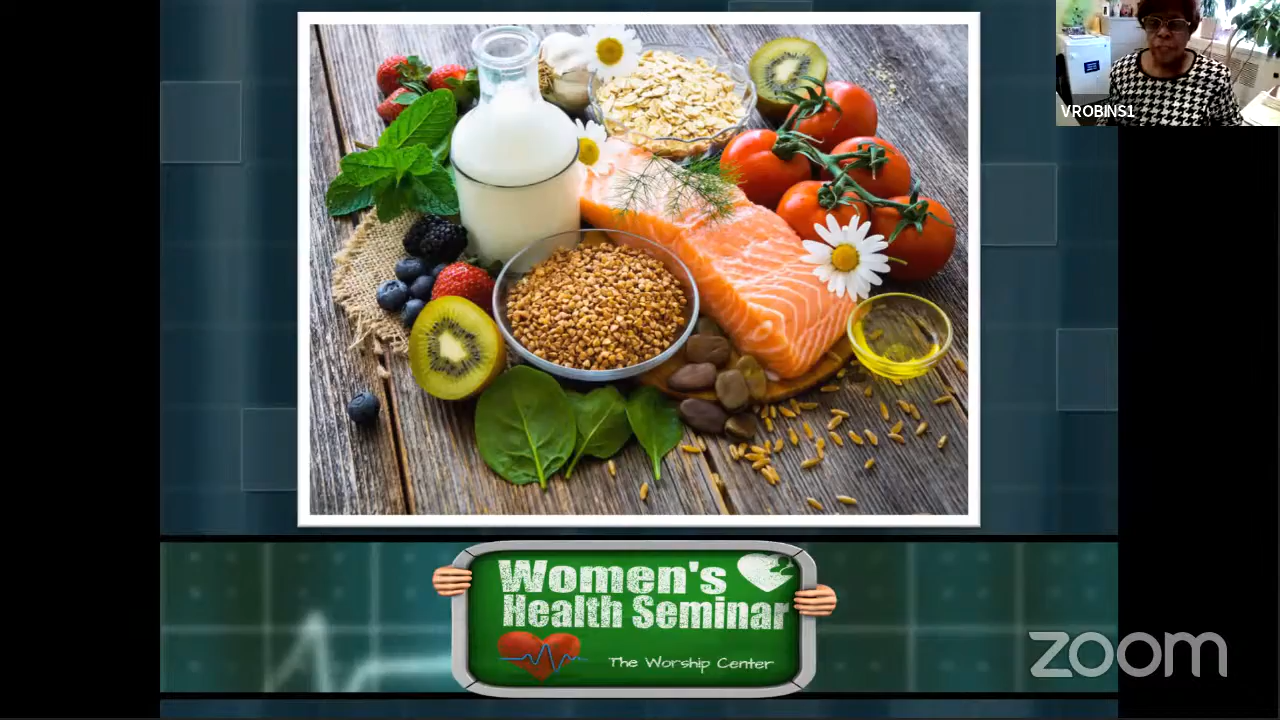 VROBINS1
Women's
Health Seminar
The Worship Center
zoom